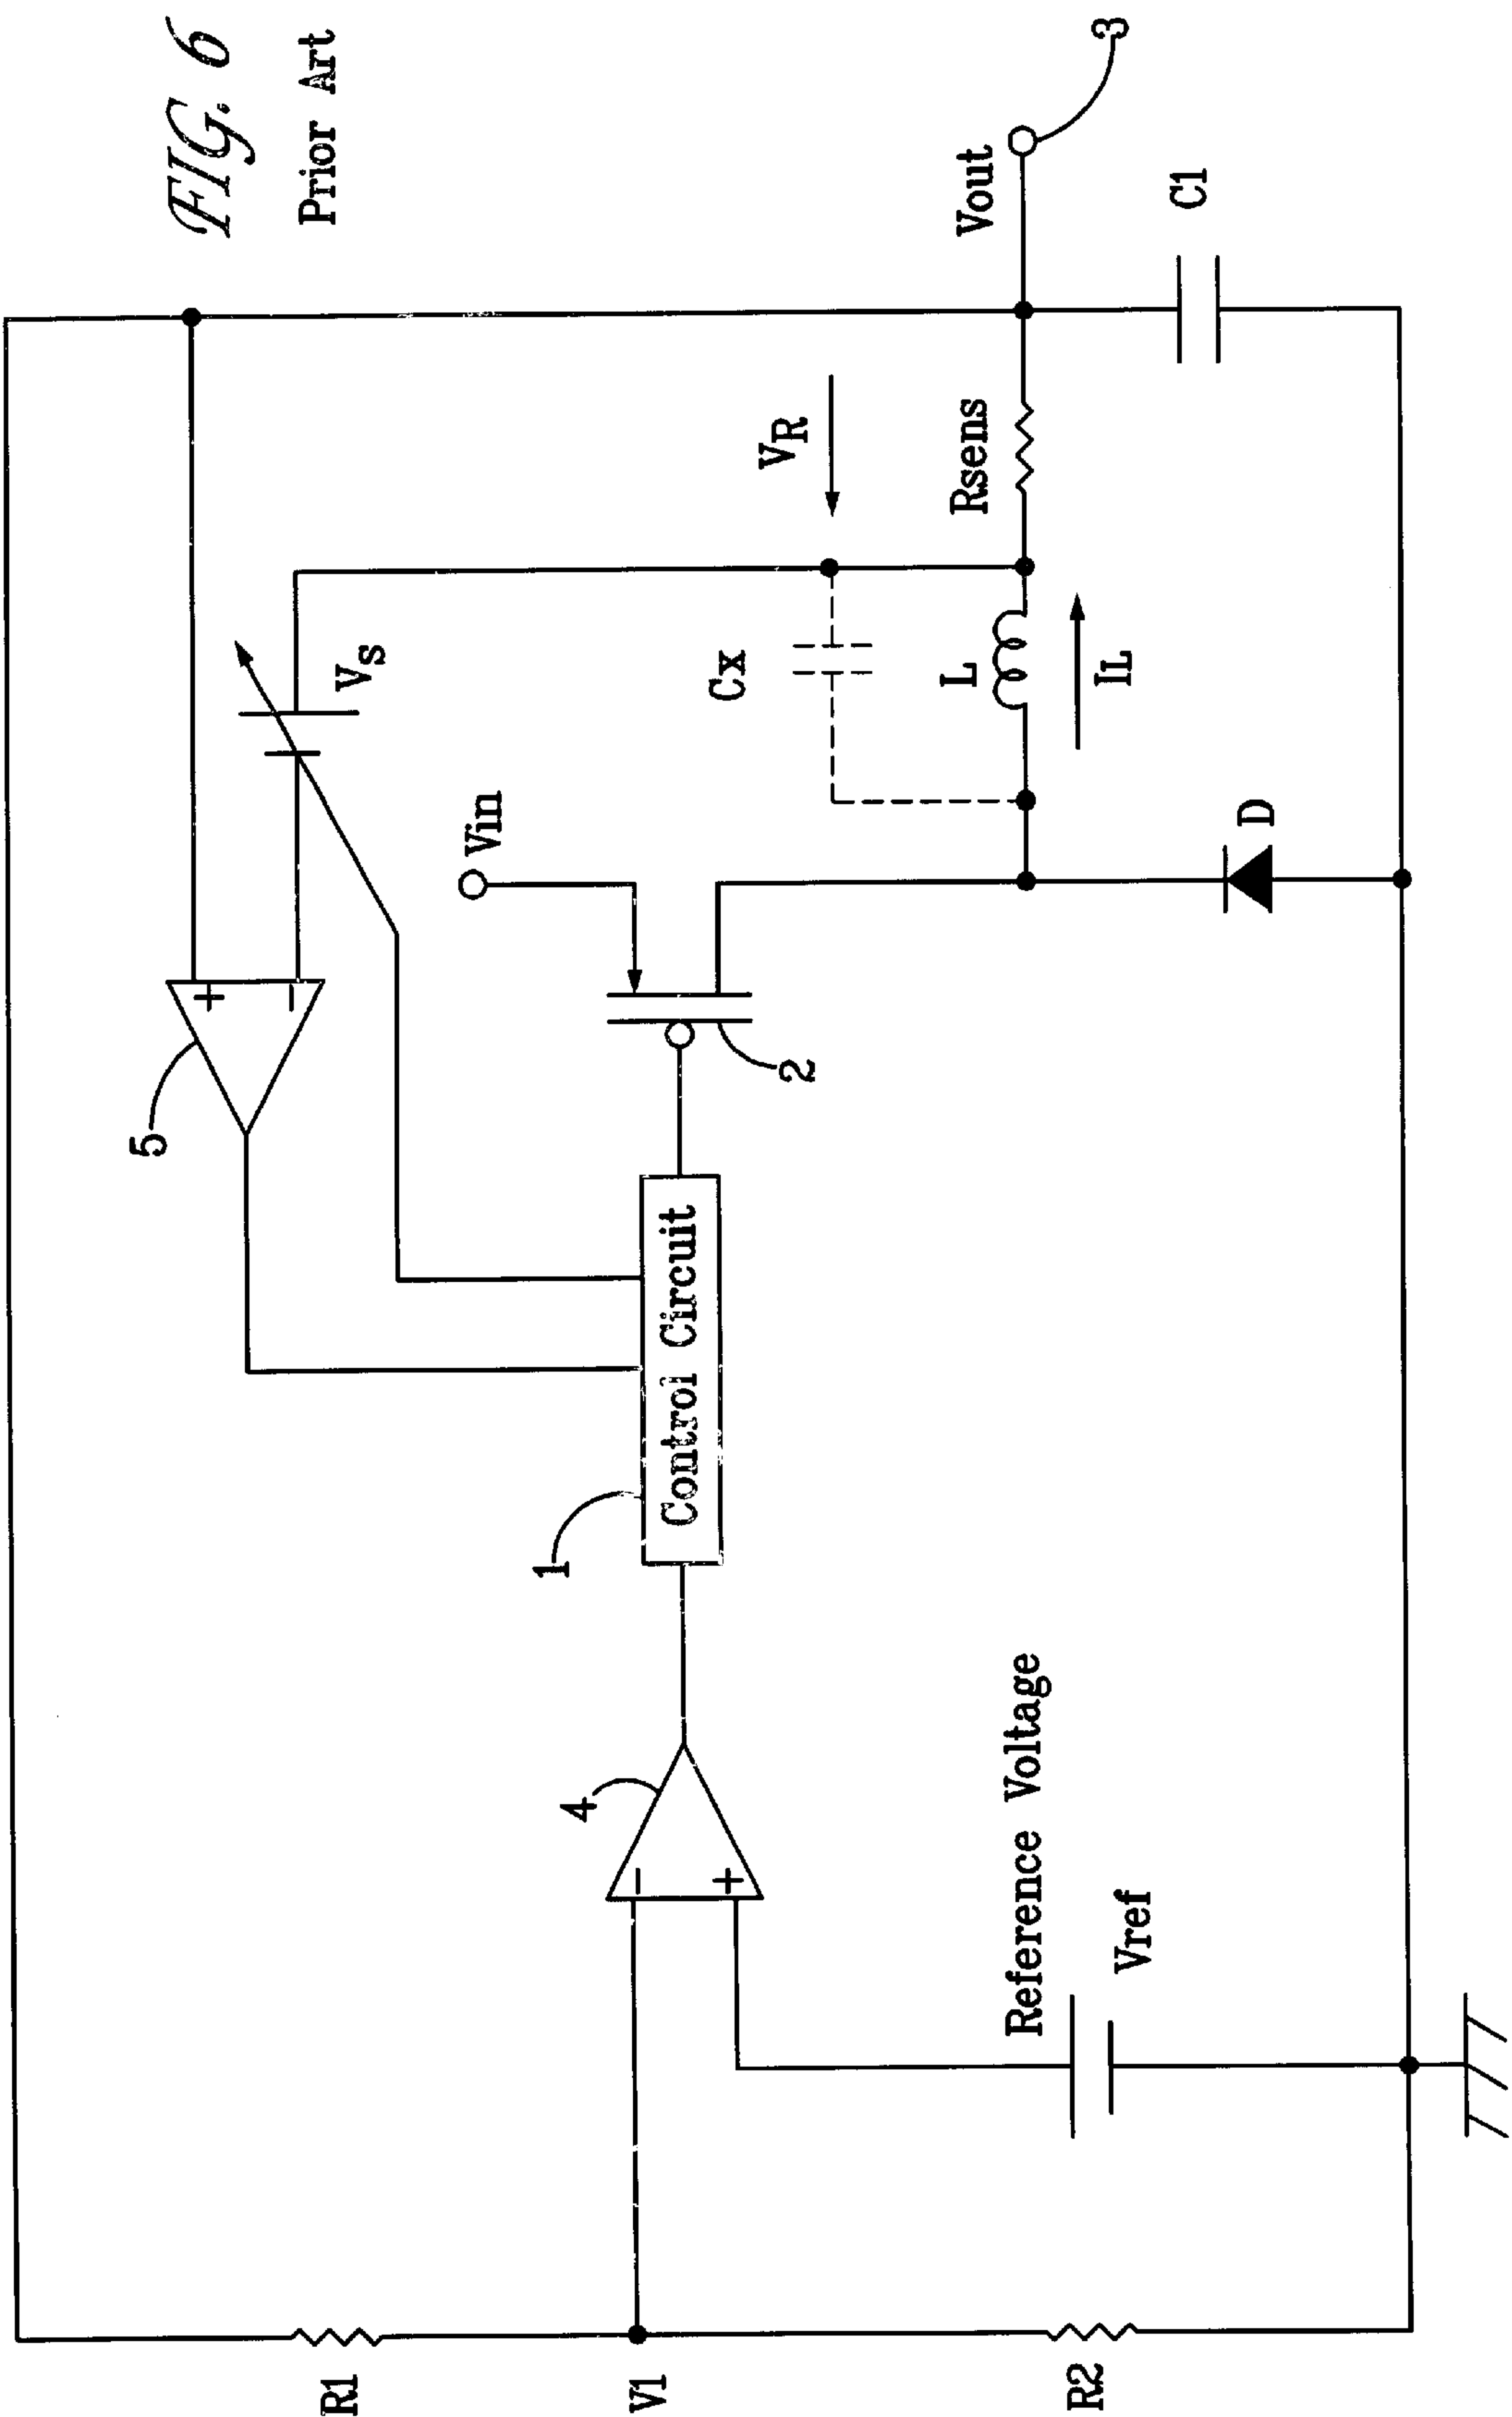 FIG. 6
Prior Art
R1
V1
R2
4
−
+
Reference Voltage
Vref
1
Control Circuit
5
+
−
Vs
Vin
2
Cx
L
IL
D
VR
Rsens
Vout
C1
3